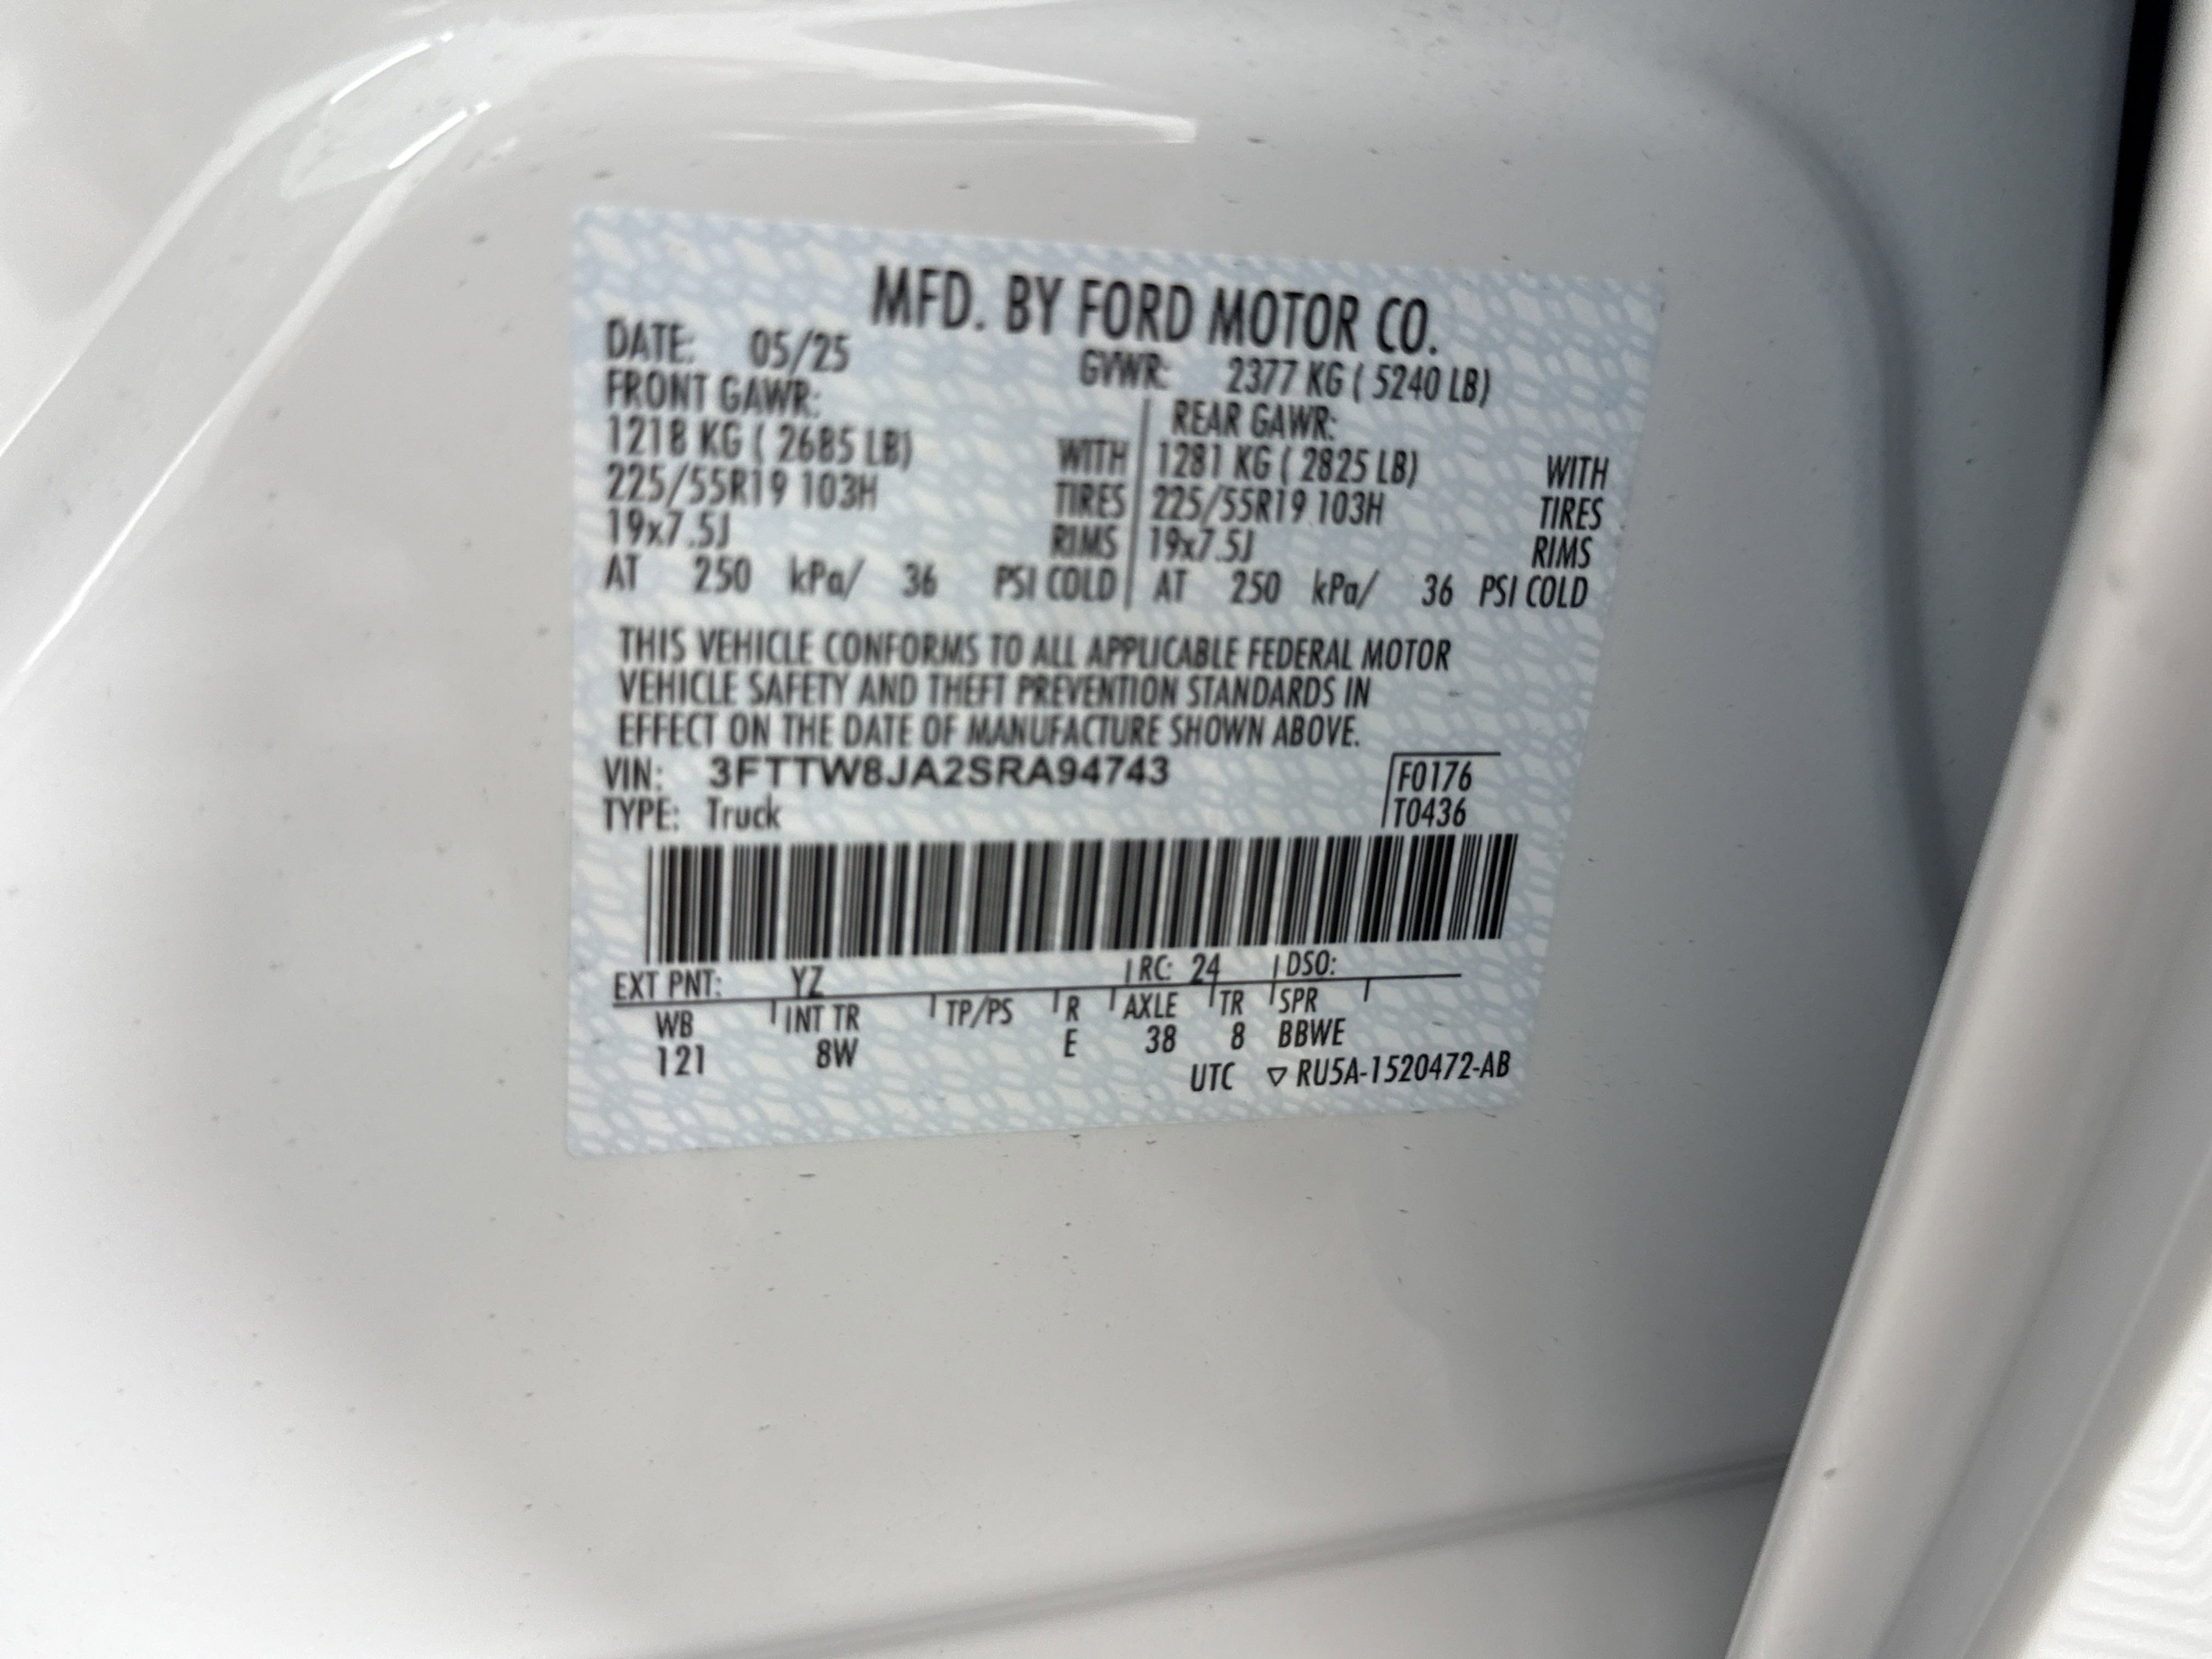 MFD. BY FORD MOTOR CO.
DATE: 05/25 GVWR: 2377 KG ( 5240 LB)
FRONT GAWR: REAR GAWR:
1218 KG ( 2685 LB) WITH 1281 KG ( 2825 LB) WITH
225/55R19 103H TIRES 225/55R19 103H TIRES
19x7.5J RIMS 19x7.5J RIMS
AT 250 kPa/ 36 PSI COLD AT 250 kPa/ 36 PSI COLD
THIS VEHICLE CONFORMS TO ALL APPLICABLE FEDERAL MOTOR
VEHICLE SAFETY AND THEFT PREVENTION STANDARDS IN
EFFECT ON THE DATE OF MANUFACTURE SHOWN ABOVE.
VIN: 3FTTW8JA2SRA94743 F0176
TYPE: Truck T0436
EXT PNT: YZ RC: 24 DSO:
WB INT TR TP/PS R AXLE TR SPR
121 8W E 38 8 BBWE
UTC ▽ RU5A-1520472-AB